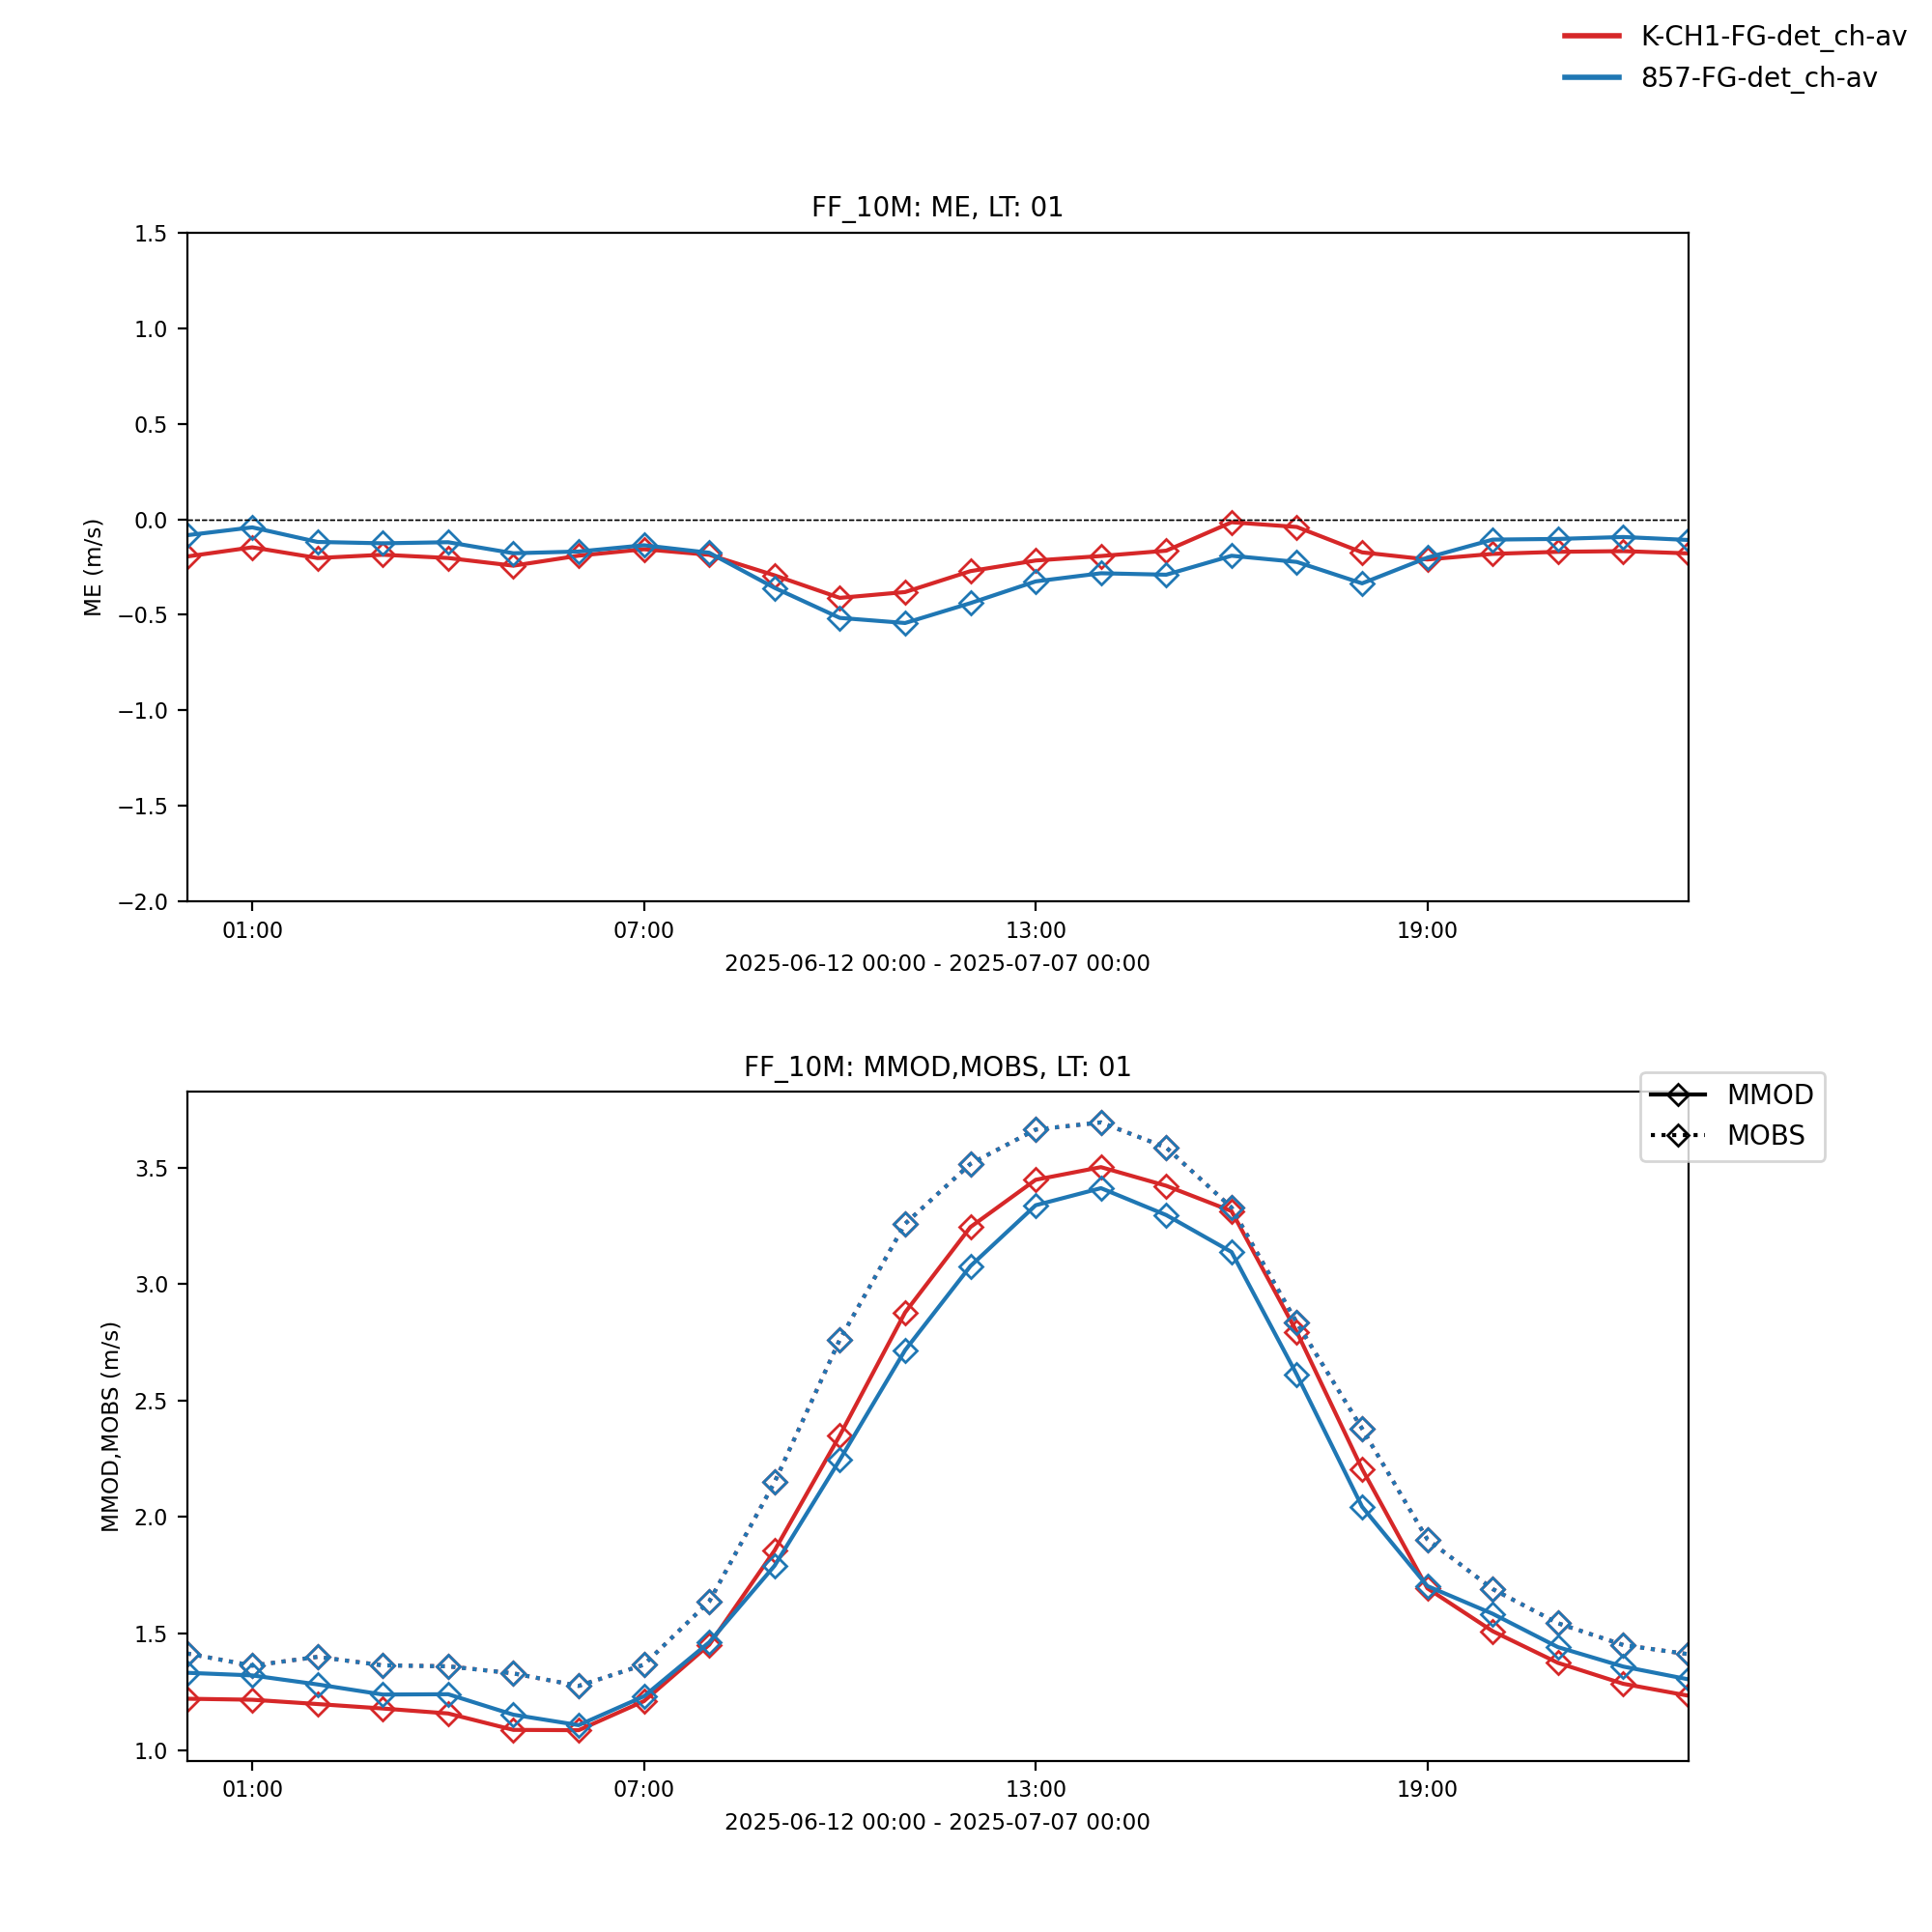 K-CH1-FG-det_ch-av
857-FG-det_ch-av
FF_10M: ME, LT: 01
1.5
1.0
0.5
0.0
−0.5
−1.0
−1.5
−2.0
ME (m/s)
01:00 07:00 13:00 19:00
2025-06-12 00:00 - 2025-07-07 00:00
FF_10M: MMOD,MOBS, LT: 01
MMOD
MOBS
3.5
3.0
2.5
2.0
1.5
1.0
MMOD,MOBS (m/s)
01:00 07:00 13:00 19:00
2025-06-12 00:00 - 2025-07-07 00:00